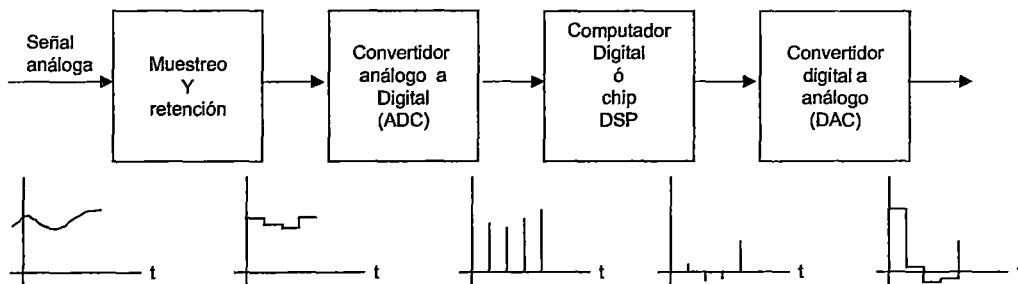 Señal
análoga
Muestreo
Y
retención
Convertidor
análogo a
Digital
(ADC)
Computador
Digital
ó
chip
DSP
Convertidor
digital a
análogo
(DAC)
t
t
t
t
t